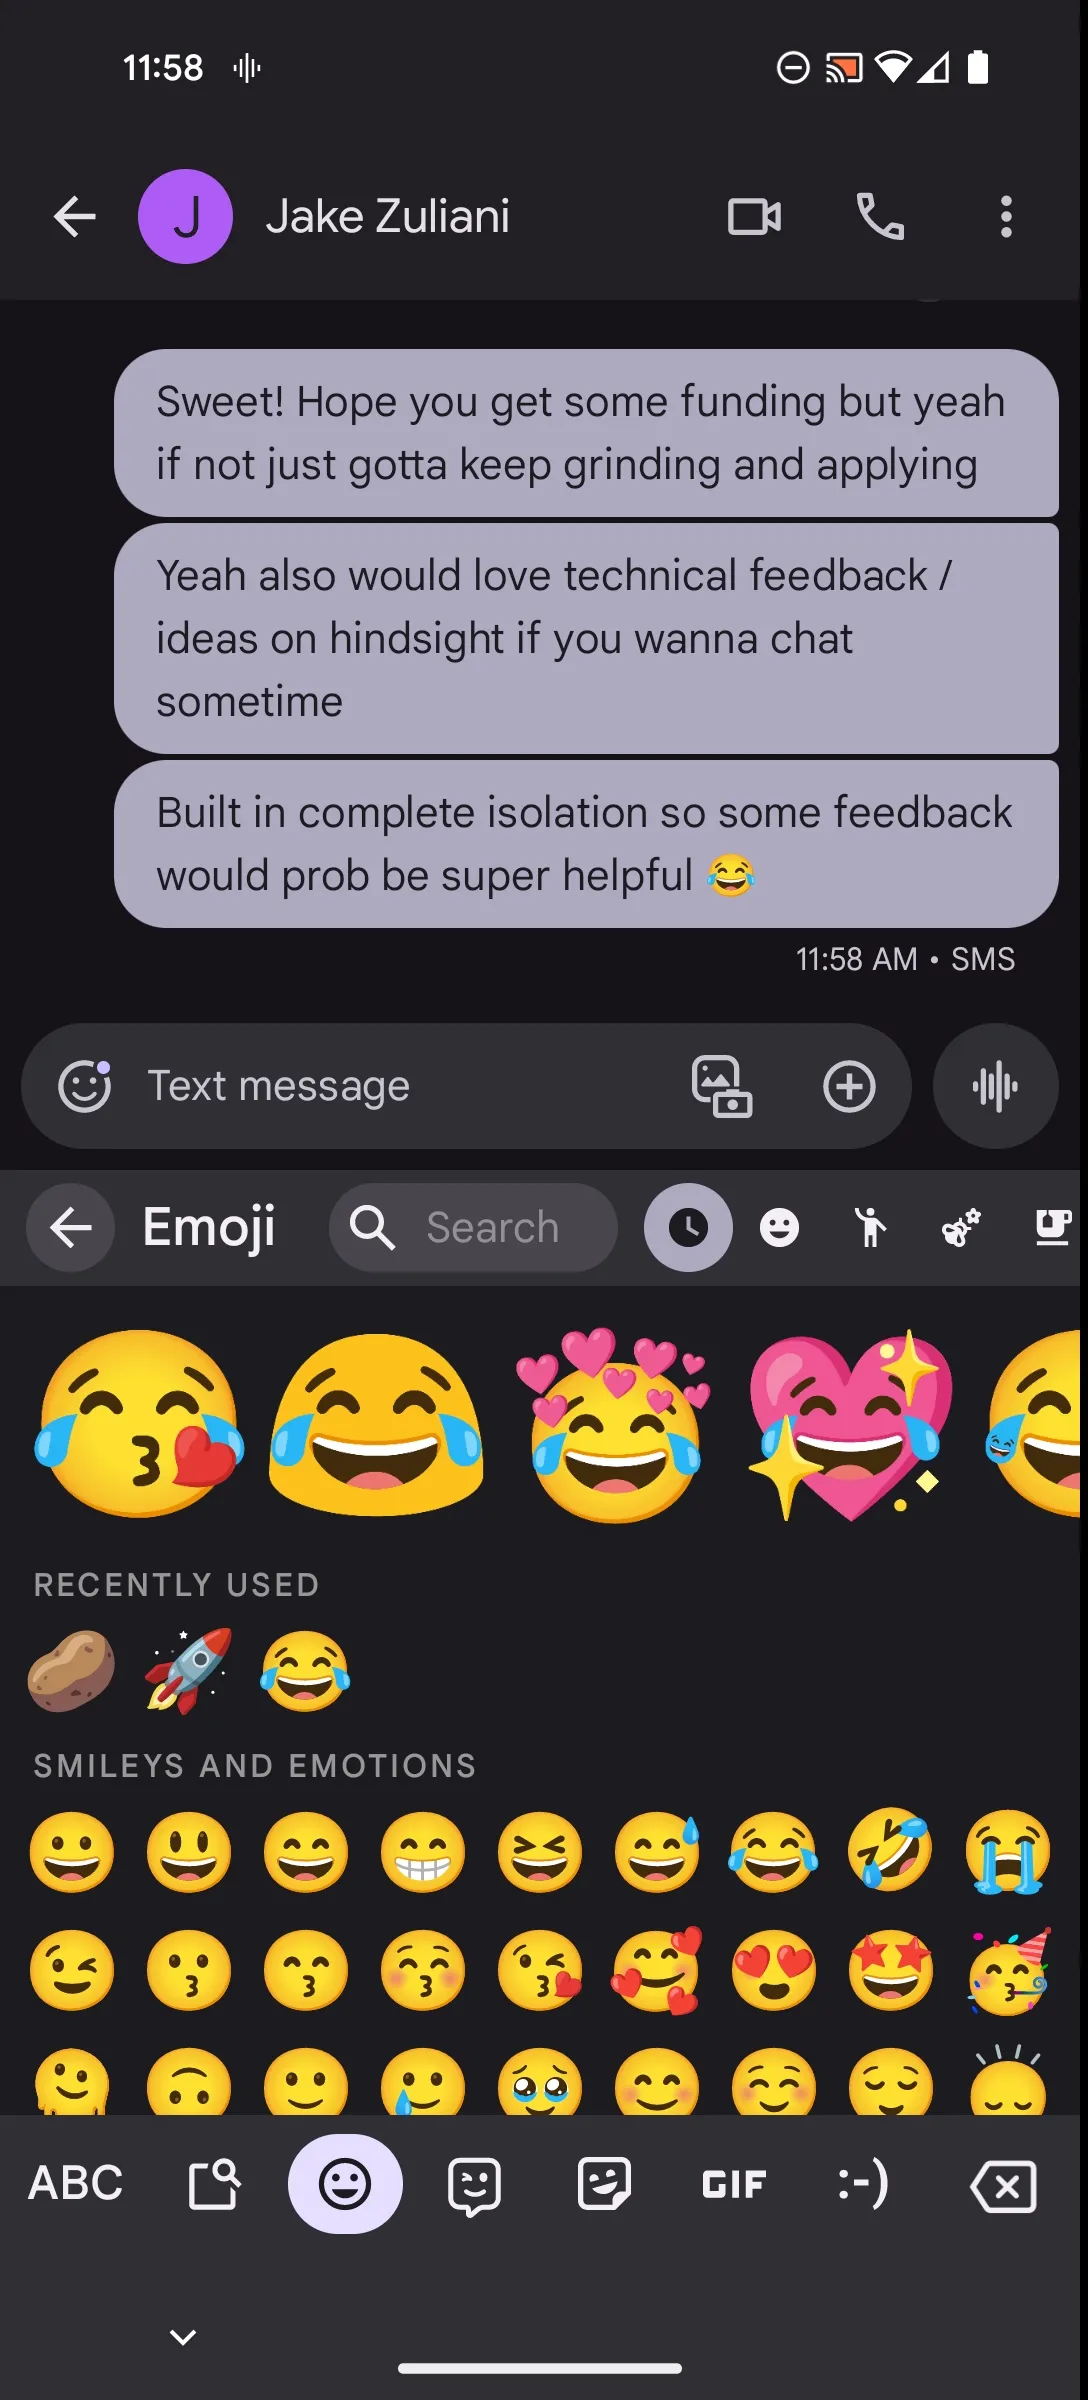 11:58
J Jake Zuliani
Sweet! Hope you get some funding but yeah
if not just gotta keep grinding and applying
Yeah also would love technical feedback /
ideas on hindsight if you wanna chat
sometime
Built in complete isolation so some feedback
would prob be super helpful 😂
11:58 AM • SMS
Text message
Emoji Search
RECENTLY USED
SMILEYS AND EMOTIONS
ABC GIF :-)